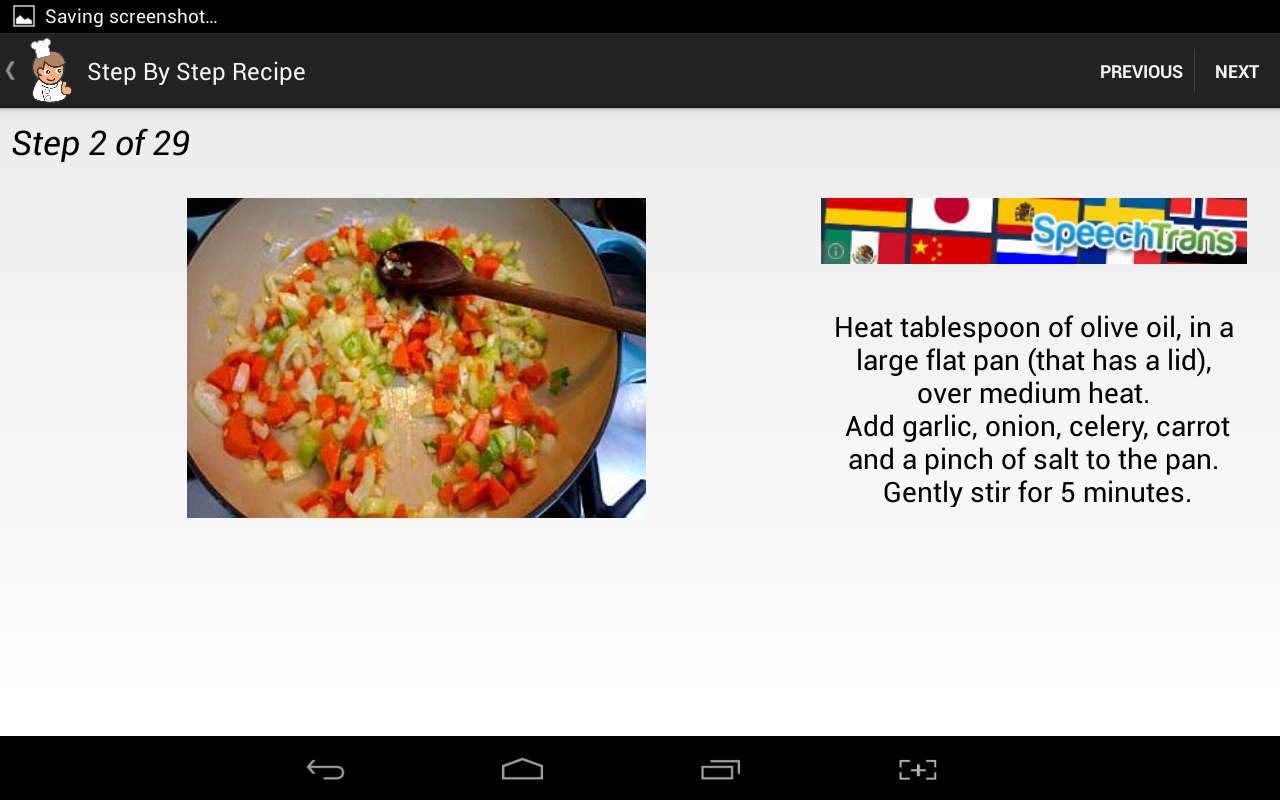 Saving screenshot...
Step By Step Recipe
PREVIOUS
NEXT
Step 2 of 29
SpeechTrans
Heat tablespoon of olive oil, in a
large flat pan (that has a lid),
over medium heat.
Add garlic, onion, celery, carrot
and a pinch of salt to the pan.
Gently stir for 5 minutes.